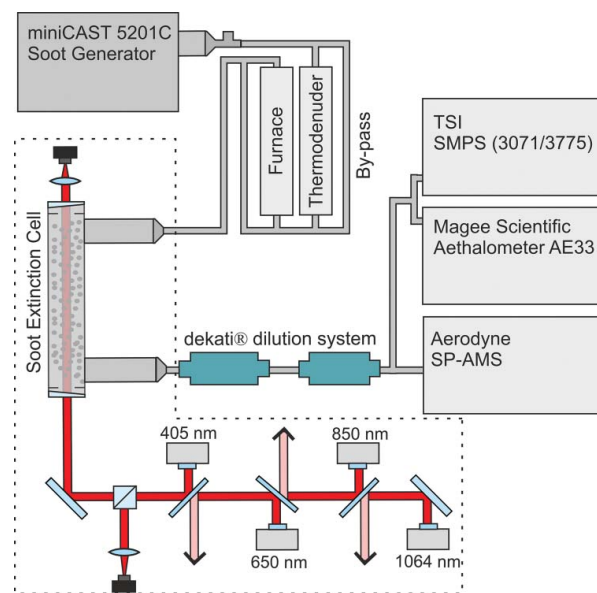 miniCAST 5201C
Soot Generator
Furnace
Thermodenuder
By-pass
TSI
SMPS (3071/3775)
Magee Scientific
Aethalometer AE33
Soot Extinction Cell
dekati® dilution system
Aerodyne
SP-AMS
405 nm
850 nm
650 nm
1064 nm